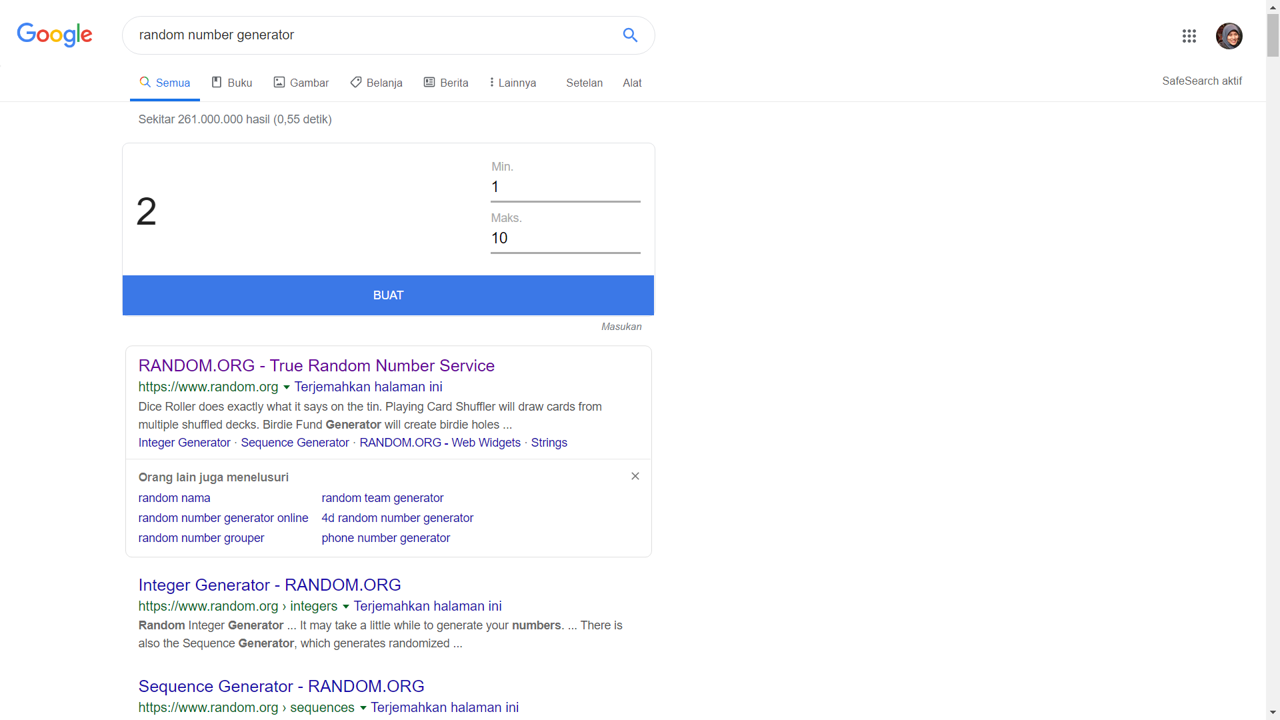 Google
random number generator
Semua Buku Gambar Belanja Berita Lainnya Setelan Alat
SafeSearch aktif
Sekitar 261.000.000 hasil (0,55 detik)
2
Min.
1
Maks.
10
BUAT
Masukan
RANDOM.ORG - True Random Number Service
https://www.random.org Terjemahkan halaman ini
Dice Roller does exactly what it says on the tin. Playing Card Shuffler will draw cards from
multiple shuffled decks. Birdie Fund Generator will create birdie holes ...
Integer Generator · Sequence Generator · RANDOM.ORG - Web Widgets · Strings
Orang lain juga menelusuri
random nama random team generator
random number generator online 4d random number generator
random number grouper phone number generator
Integer Generator - RANDOM.ORG
https://www.random.org › integers Terjemahkan halaman ini
Random Integer Generator ... It may take a little while to generate your numbers. ... There is
also the Sequence Generator, which generates randomized ...
Sequence Generator - RANDOM.ORG
https://www.random.org › sequences Terjemahkan halaman ini